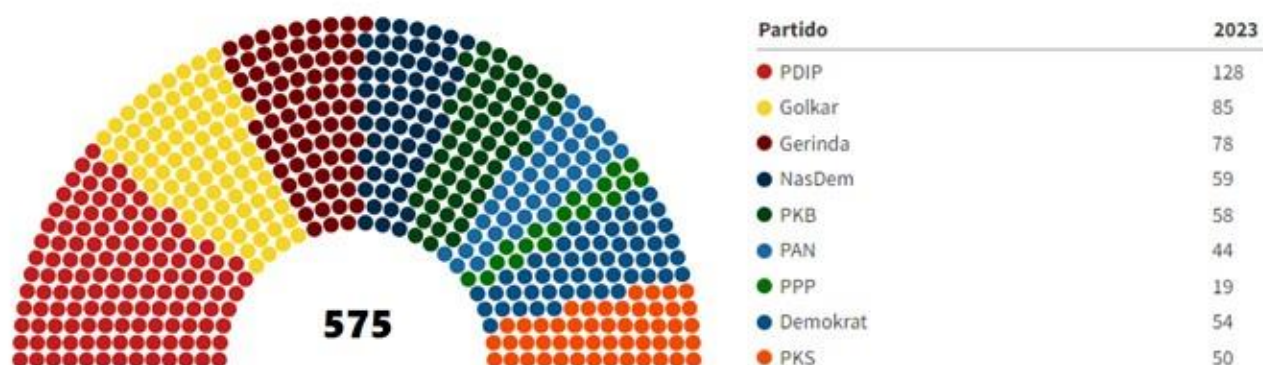 575
Partido 2023
PDIP 128
Golkar 85
Gerinda 78
NasDem 59
PKB 58
PAN 44
PPP 19
Demokrat 54
PKS 50